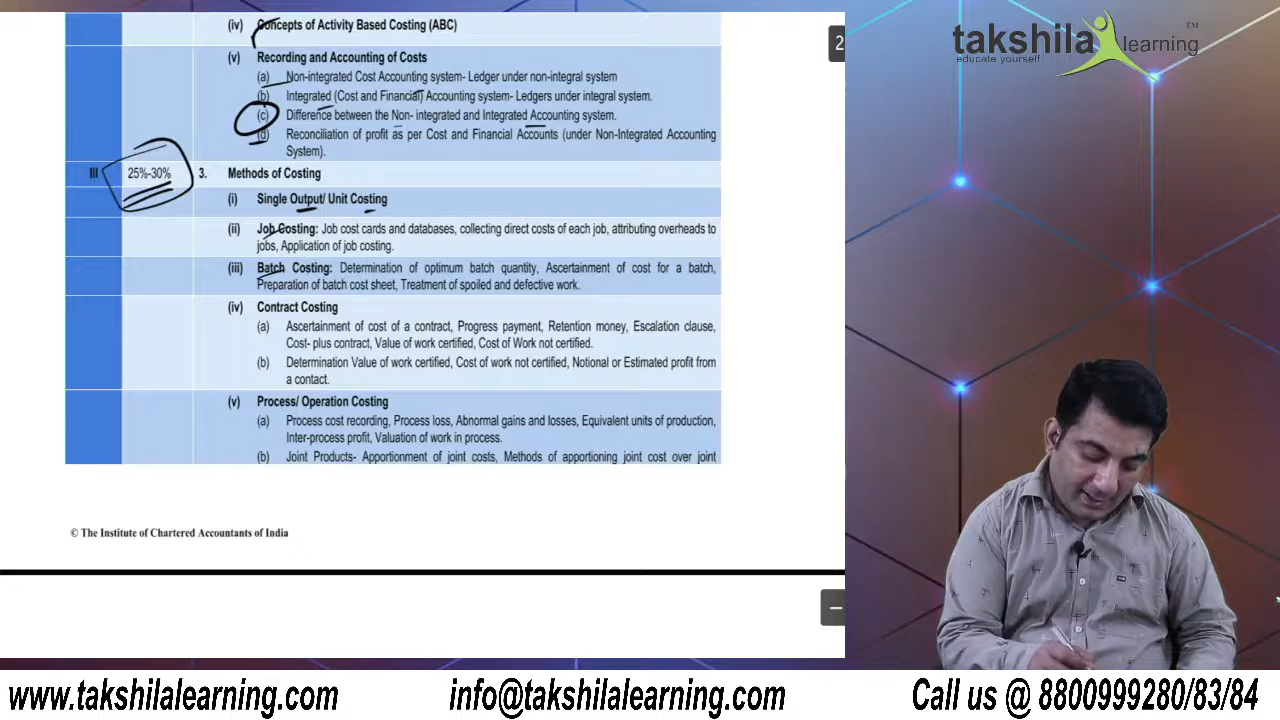 (iv) Concepts of Activity Based Costing (ABC)
(v) Recording and Accounting of Costs
(a) Non-integrated Cost Accounting system- Ledger under non-integral system
(b) Integrated (Cost and Financial) Accounting system- Ledgers under integral system.
(c) Difference between the Non- integrated and Integrated Accounting system.
(d) Reconciliation of profit as per Cost and Financial Accounts (under Non-Integrated Accounting
System).
III 25%-30% 3. Methods of Costing
(i) Single Output/ Unit Costing
(ii) Job Costing: Job cost cards and databases, collecting direct costs of each job, attributing overheads to
jobs, Application of job costing.
(iii) Batch Costing: Determination of optimum batch quantity, Ascertainment of cost for a batch,
Preparation of batch cost sheet, Treatment of spoiled and defective work.
(iv) Contract Costing
(a) Ascertainment of cost of a contract, Progress payment, Retention money, Escalation clause,
Cost- plus contract, Value of work certified, Cost of Work not certified.
(b) Determination Value of work certified, Cost of work not certified, Notional or Estimated profit from
a contact.
(v) Process/ Operation Costing
(a) Process cost recording, Process loss, Abnormal gains and losses, Equivalent units of production,
Inter-process profit, Valuation of work in process.
(b) Joint Products- Apportionment of joint costs, Methods of apportioning joint cost over joint
© The Institute of Chartered Accountants of India
2
takshila learning ™
educate yourself
www.takshilalearning.com info@takshilalearning.com Call us @ 8800999280/83/84